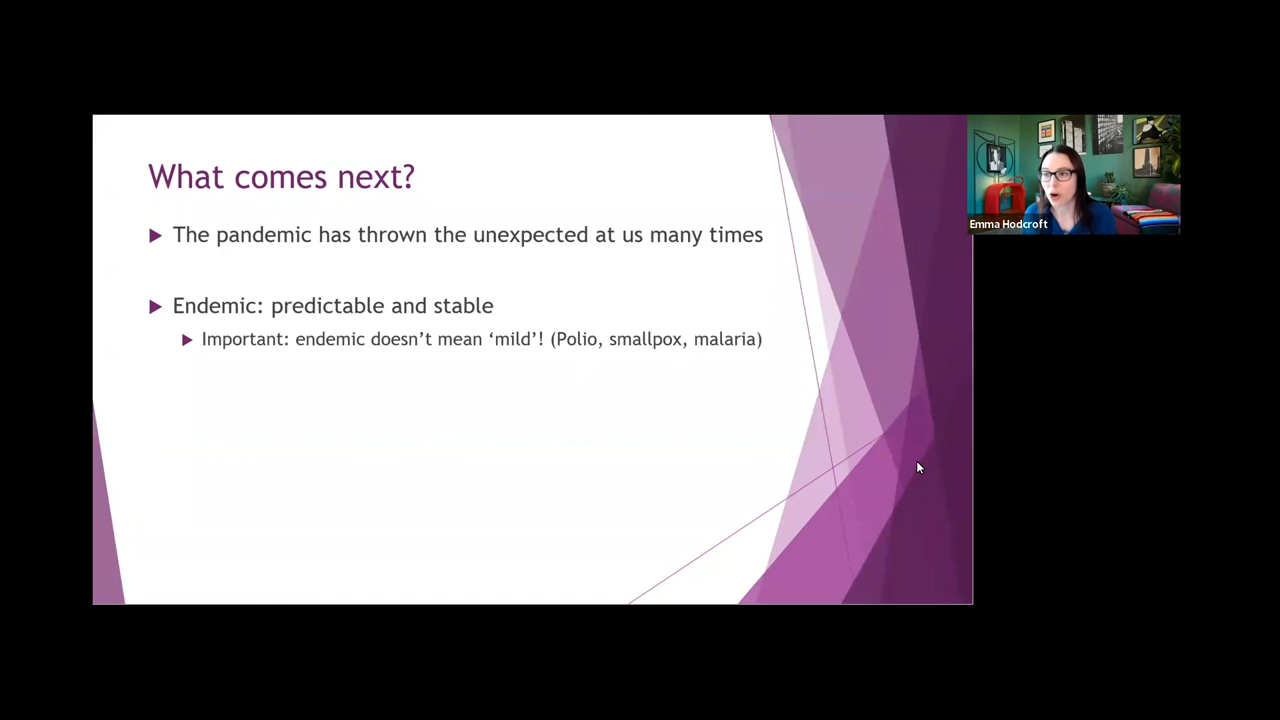 What comes next?
The pandemic has thrown the unexpected at us many times
Endemic: predictable and stable
Important: endemic doesn’t mean ‘mild’! (Polio, smallpox, malaria)
Emma Hodcroft